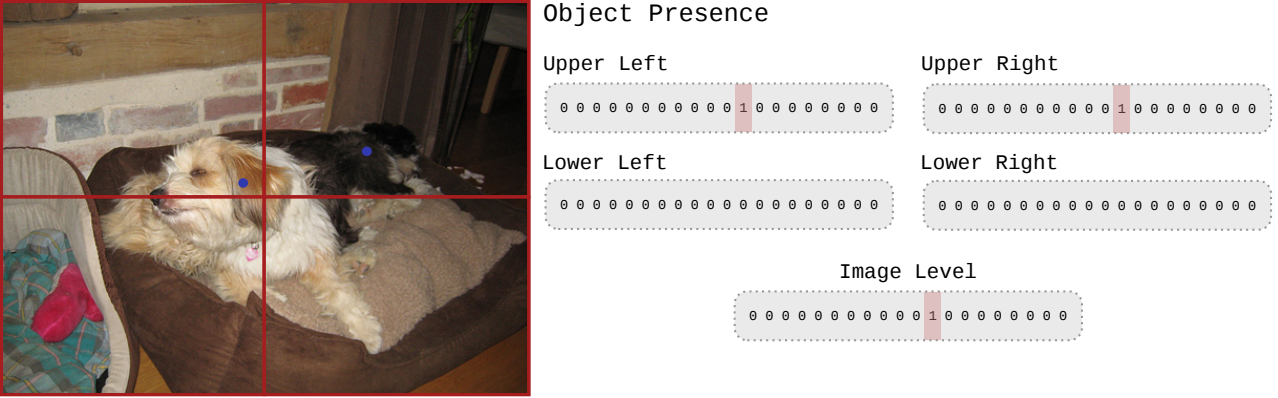 Object Presence
Upper Left
Upper Right
0 0 0 0 0 0 0 0 0 0 0 1 0 0 0 0 0 0 0 0
0 0 0 0 0 0 0 0 0 0 0 1 0 0 0 0 0 0 0 0
Lower Left
Lower Right
0 0 0 0 0 0 0 0 0 0 0 0 0 0 0 0 0 0 0 0
0 0 0 0 0 0 0 0 0 0 0 0 0 0 0 0 0 0 0 0
Image Level
0 0 0 0 0 0 0 0 0 0 0 1 0 0 0 0 0 0 0 0